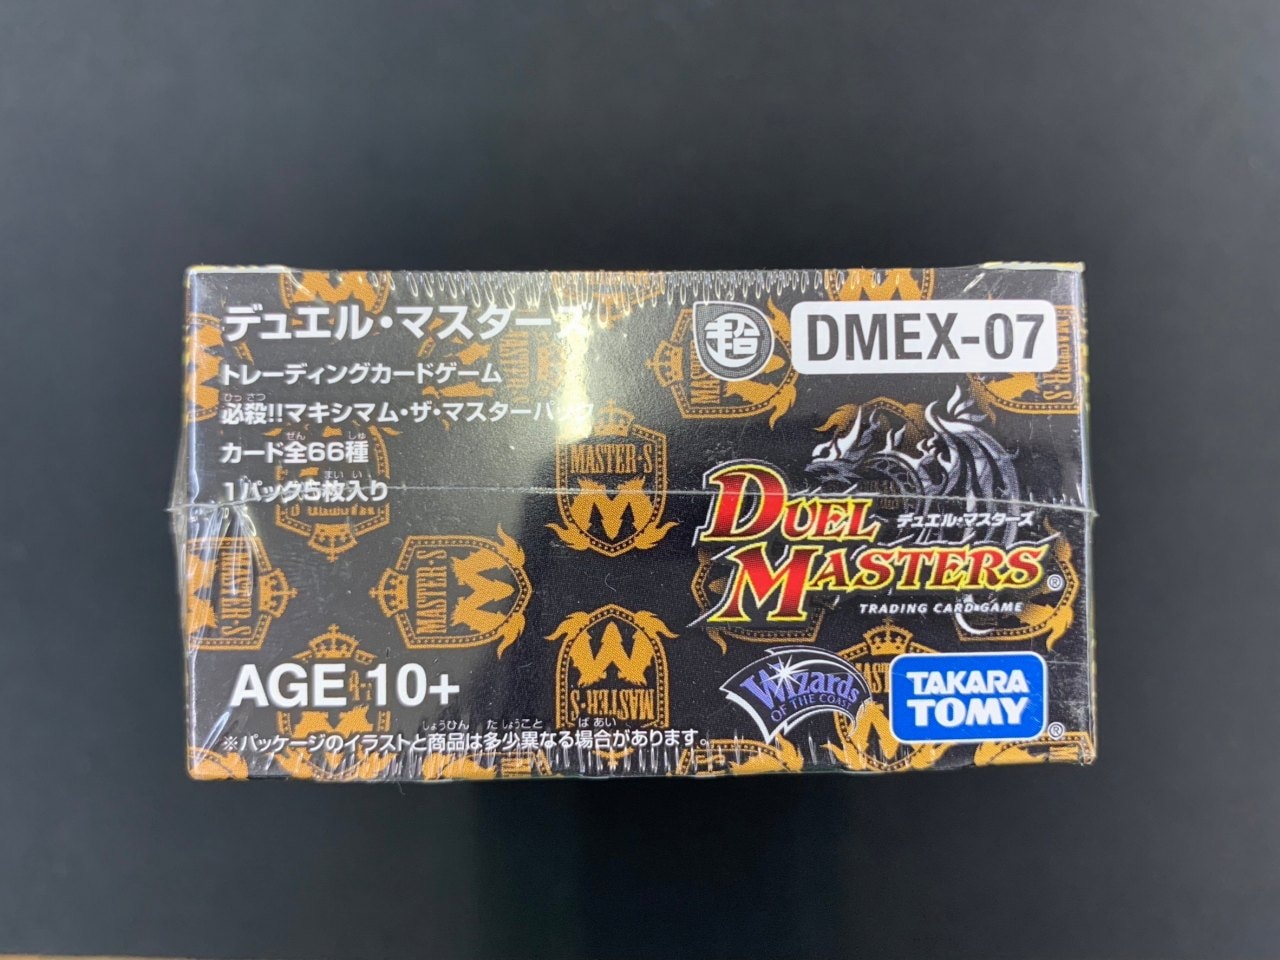 デュエル・マスターズ
超
DMEX-07
トレーディングカードゲーム
必殺!!マキシマム・ザ・マスターパック
カード全66種
1パック5枚入り
MASTER・S
DUEL
デュエル・マスターズ
MASTERS®
TRADING CARD GAME
MASTER・S
MASTER・S
AGE 10+
Wizards
OF THE COAST
TAKARA
TOMY®
※パッケージのイラストと商品は多少異なる場合があります。